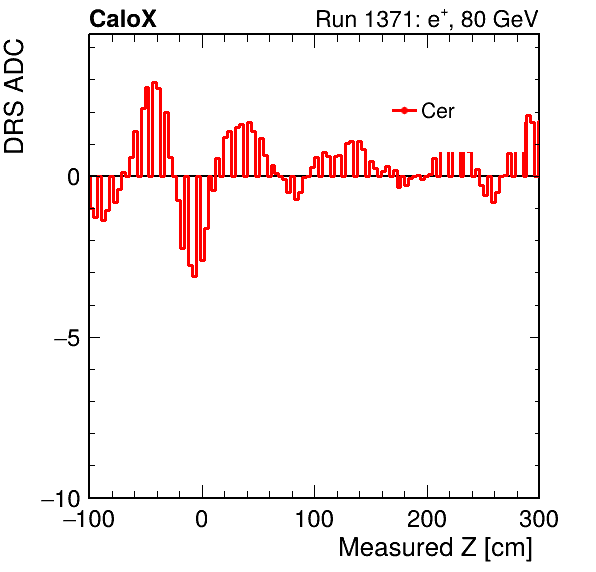 CaloX
Run 1371: e+, 80 GeV
DRS ADC
Cer
0
−5
−10
−100 0 100 200 300
Measured Z [cm]